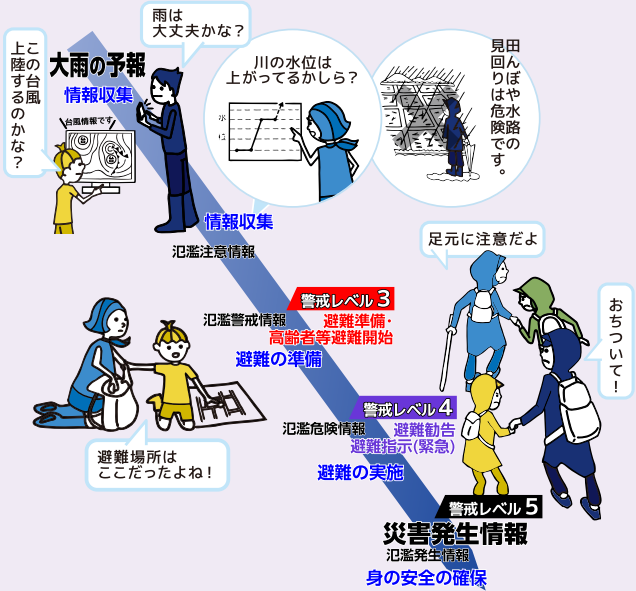 雨は
大丈夫かな？
この台風
上陸するのかな？
大雨の予報
情報収集
台風情報です
川の水位は
上がってるかしら？
水
位
田んぼや水路の
見回りは危険です。
情報収集
氾濫注意情報
足元に注意だよ
おちついて！
警戒レベル3
氾濫警戒情報
避難準備・
高齢者等避難開始
避難の準備
警戒レベル4
氾濫危険情報
避難勧告
避難指示(緊急)
避難の実施
避難場所は
ここだったよね！
警戒レベル5
災害発生情報
氾濫発生情報
身の安全の確保